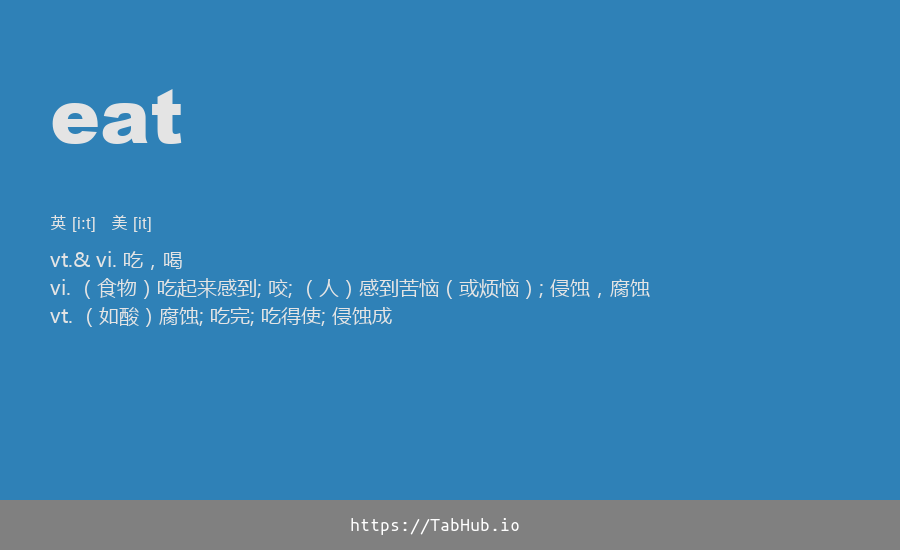 eat
英 [i:t] 美 [it]
vt.& vi. 吃，喝
vi. （食物）吃起来感到; 咬; （人）感到苦恼（或烦恼）; 侵蚀，腐蚀
vt. （如酸）腐蚀; 吃完; 吃得使; 侵蚀成
https://TabHub.io